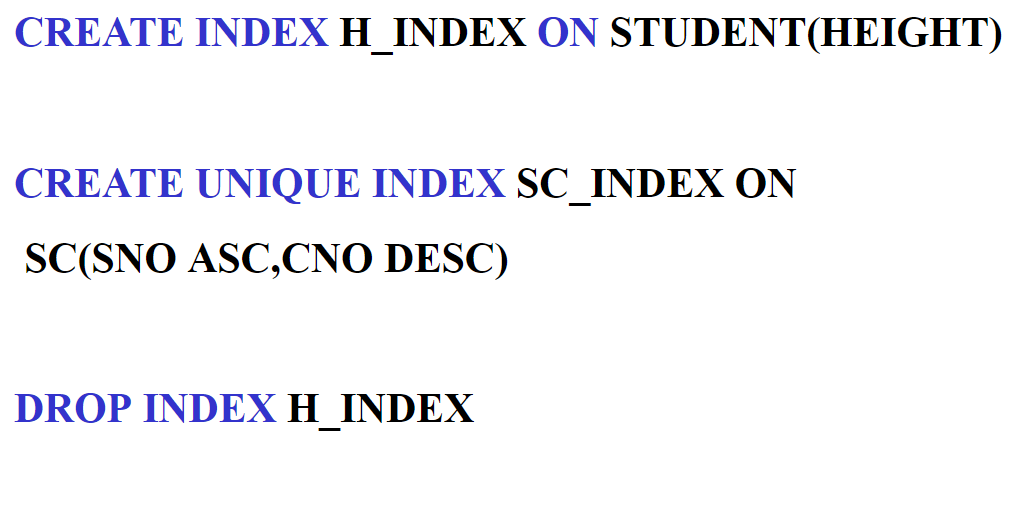 CREATE INDEX H_INDEX ON STUDENT(HEIGHT)
CREATE UNIQUE INDEX SC_INDEX ON
SC(SNO ASC,CNO DESC)
DROP INDEX H_INDEX